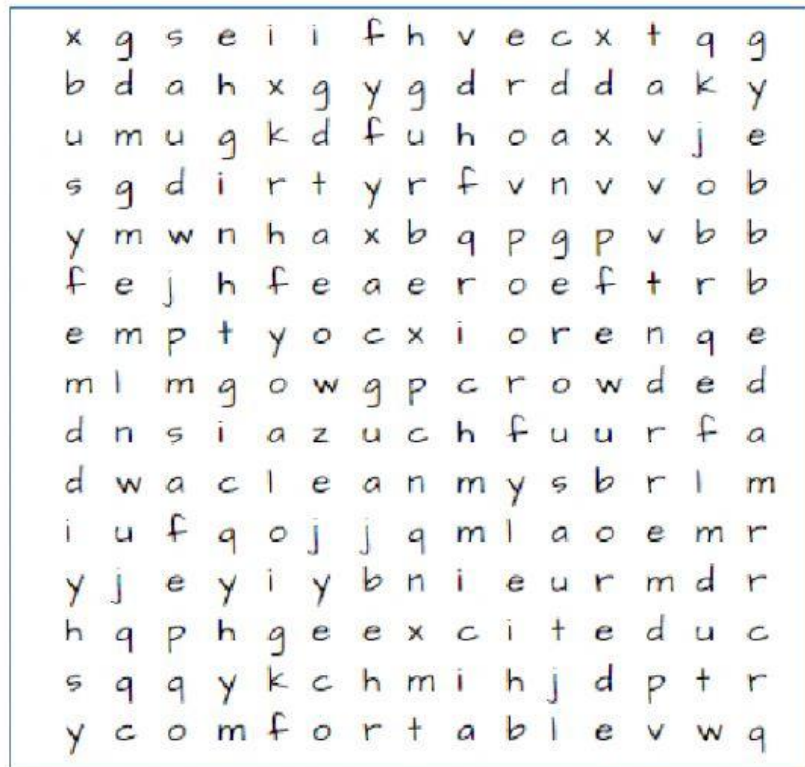 x g s e i i f h v e c x t q g
b d a h x g y g d r d d a k y
u m u g k d f u h o a x v j e
s g d i r t y r f v n v v o b
y m w n h a x b q p g p v b b
f e j h f e a e r o e f t r b
e m p t y o c x i o r e n q e
m l m g o w g p c r o w d e d
d n s i a z u c h f u u r f a
d w a c l e a n m y s b r l m
i u f q o j j q m l a o e m r
y j e y i y b n i e u r m d r
h q p h g e e x c i t e d u c
s q q y k c h m i h j d p t r
y c o m f o r t a b l e v w q